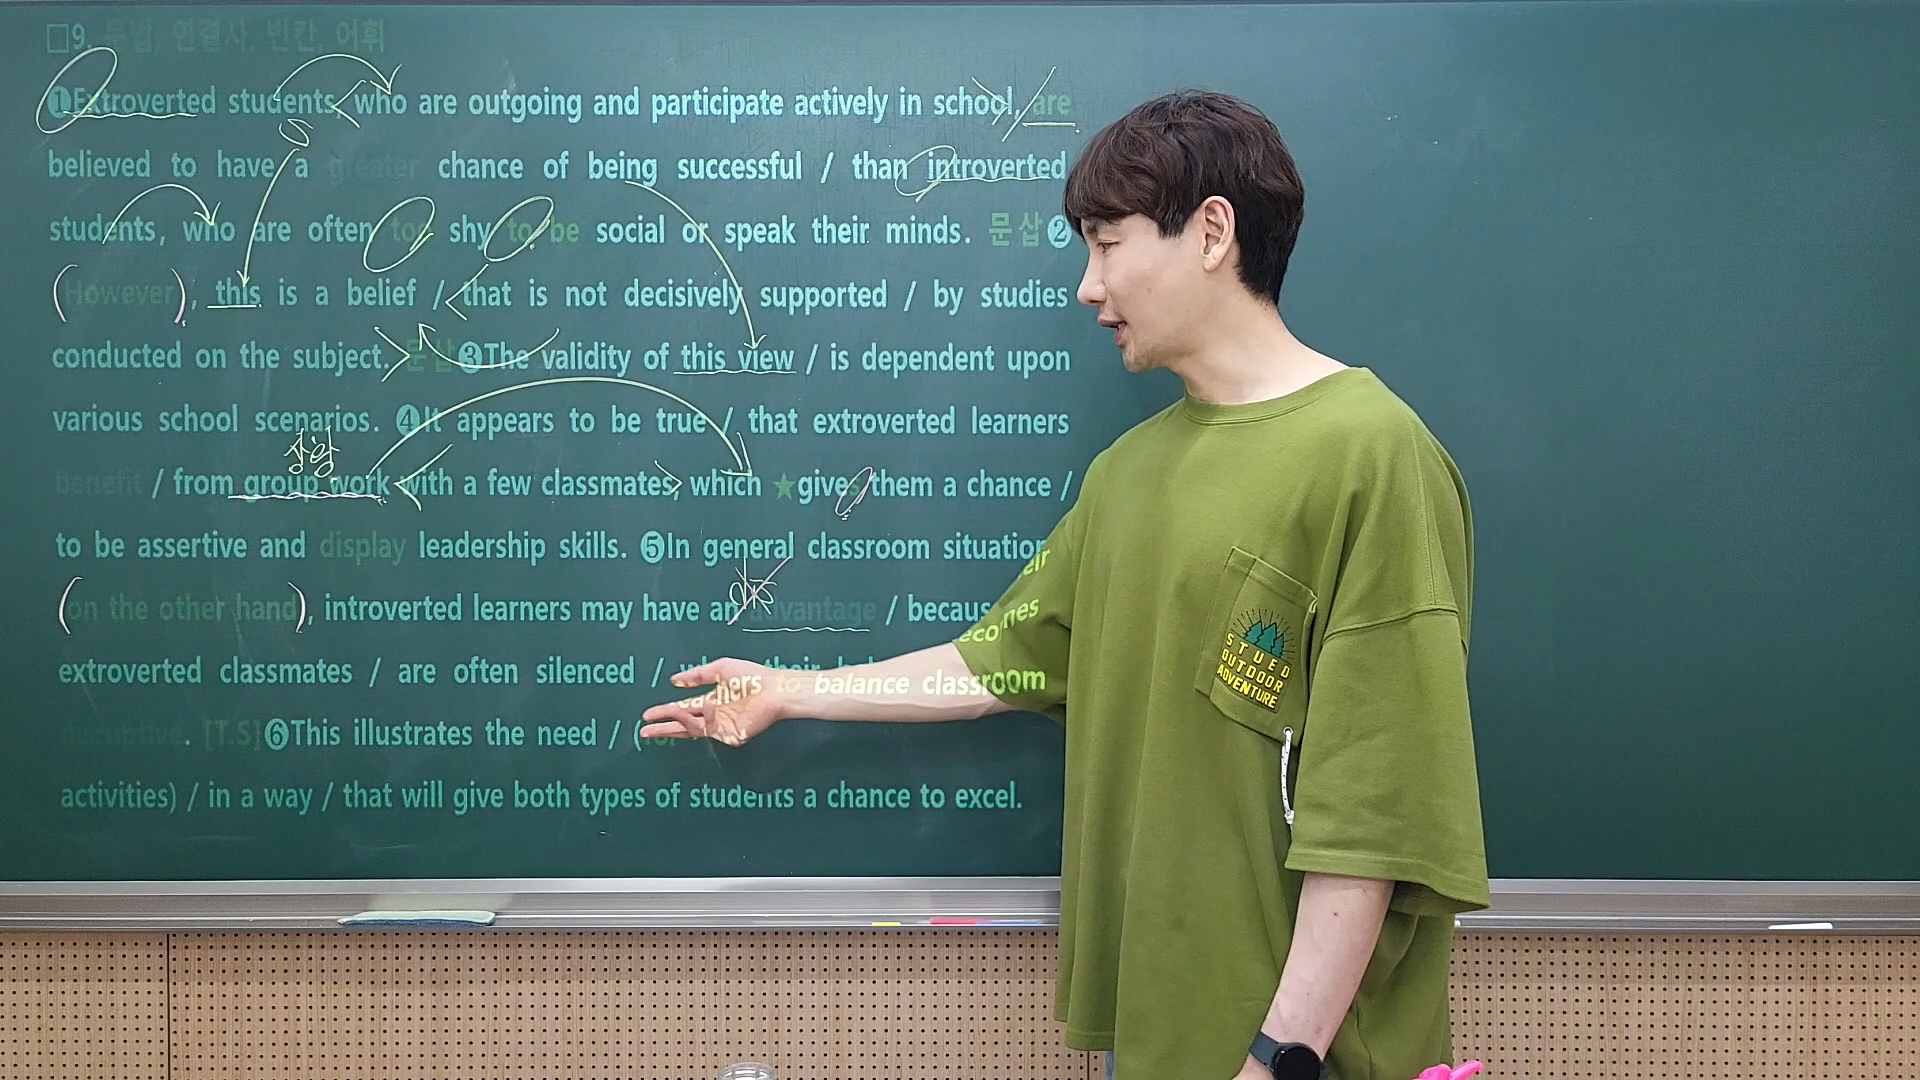 □9. 문법, 연결사, 빈칸, 어휘
❶Extroverted students, who are outgoing and participate actively in school, / are
believed to have a greater chance of being successful / than introverted
students, who are often too shy to be social or speak their minds. 문삽❷
(However), this is a belief / that is not decisively supported / by studies
conducted on the subject. 문삽❸The validity of this view / is dependent upon
various school scenarios. ❹It appears to be true / that extroverted learners
상황
benefit / from group work with a few classmates, which ★gives them a chance /
to be assertive and display leadership skills. ❺In general classroom situation
(on the other hand), introverted learners may have an advantage / becaus
extroverted classmates / are often silenced / their
disruptive. [T.S]❻This illustrates the need / (for teachers to balance classroom
activities) / in a way / that will give both types of students a chance to excel.
STUED
OUTDOOR
ADVENTURE